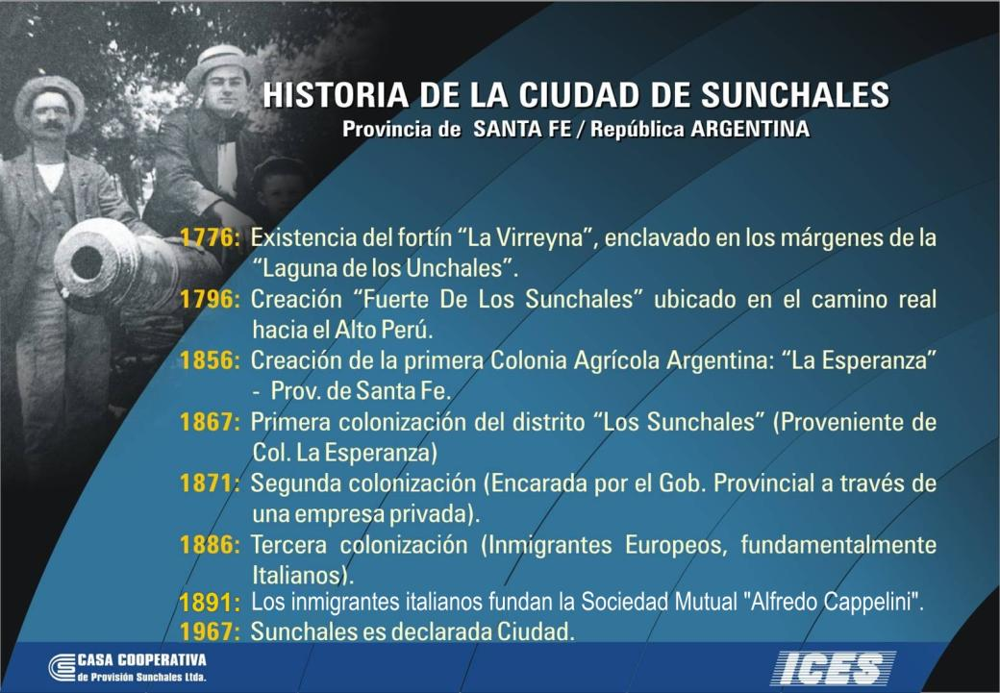 HISTORIA DE LA CIUDAD DE SUNCHALES
Provincia de SANTA FE / República ARGENTINA
1776: Existencia del fortín “La Virreyna”, enclavado en los márgenes de la
“Laguna de los Unchales”.
1796: Creación “Fuerte De Los Sunchales” ubicado en el camino real
hacia el Alto Perú.
1856: Creación de la primera Colonia Agrícola Argentina: “La Esperanza”
- Prov. de Santa Fe.
1867: Primera colonización del distrito “Los Sunchales” (Proveniente de
Col. La Esperanza)
1871: Segunda colonización (Encarada por el Gob. Provincial a través de
una empresa privada).
1886: Tercera colonización (Inmigrantes Europeos, fundamentalmente
Italianos).
1891: Los inmigrantes italianos fundan la Sociedad Mutual "Alfredo Cappelini".
1967: Sunchales es declarada Ciudad.
CASA COOPERATIVA
de Provisión Sunchales Ltda.
ICES